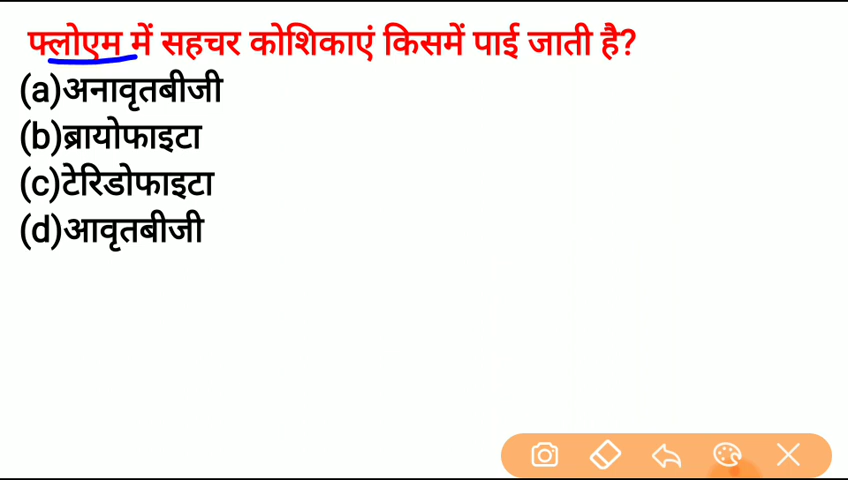 फ्लोएम में सहचर कोशिकाएं किसमें पाई जाती है?
(a)अनावृतबीजी
(b)ब्रायोफाइटा
(c)टेरिडोफाइटा
(d)आवृतबीजी